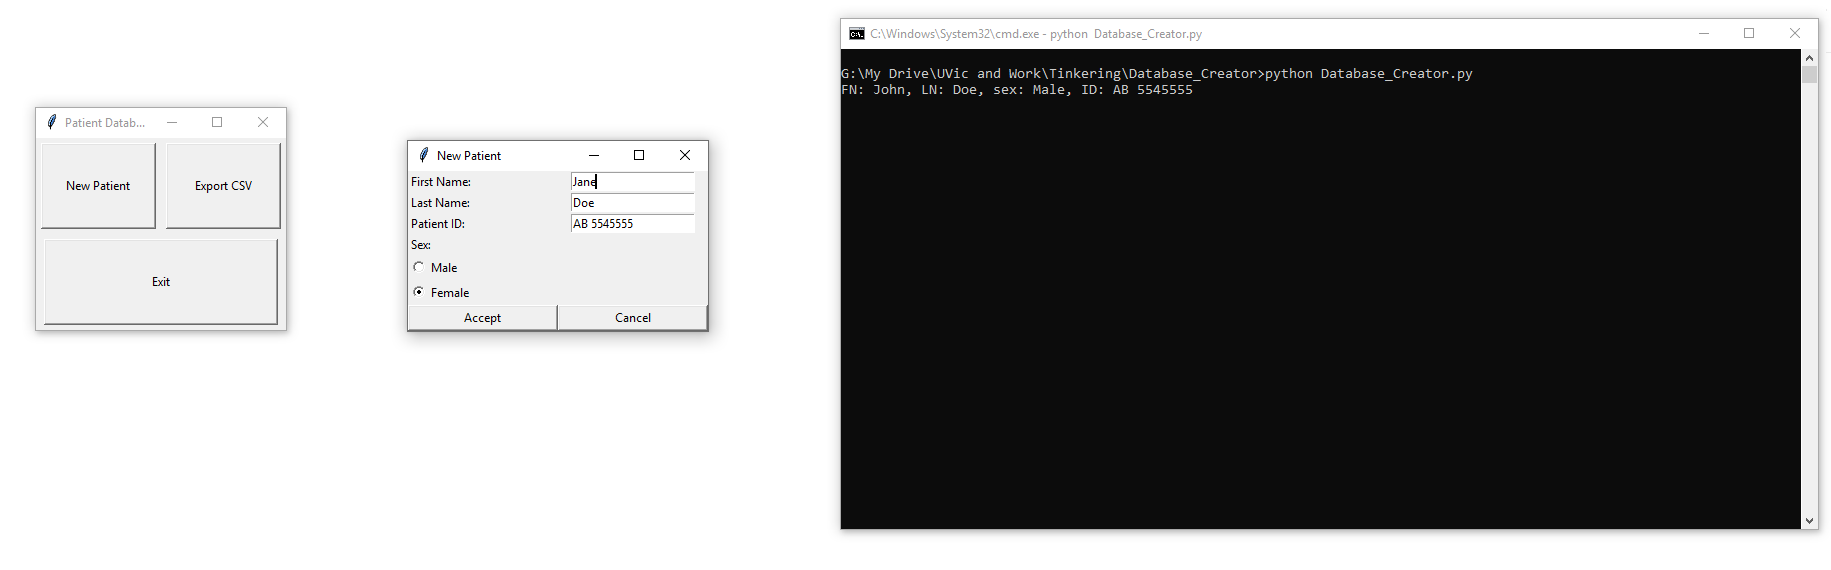 Patient Datab...
New Patient
Export CSV
Exit
New Patient
First Name: Jane
Last Name: Doe
Patient ID: AB 5545555
Sex:
Male
Female
Accept Cancel
C:\Windows\System32\cmd.exe - python  Database_Creator.py
G:\My Drive\UVic and Work\Tinkering\Database_Creator>python Database_Creator.py
FN: John, LN: Doe, sex: Male, ID: AB 5545555